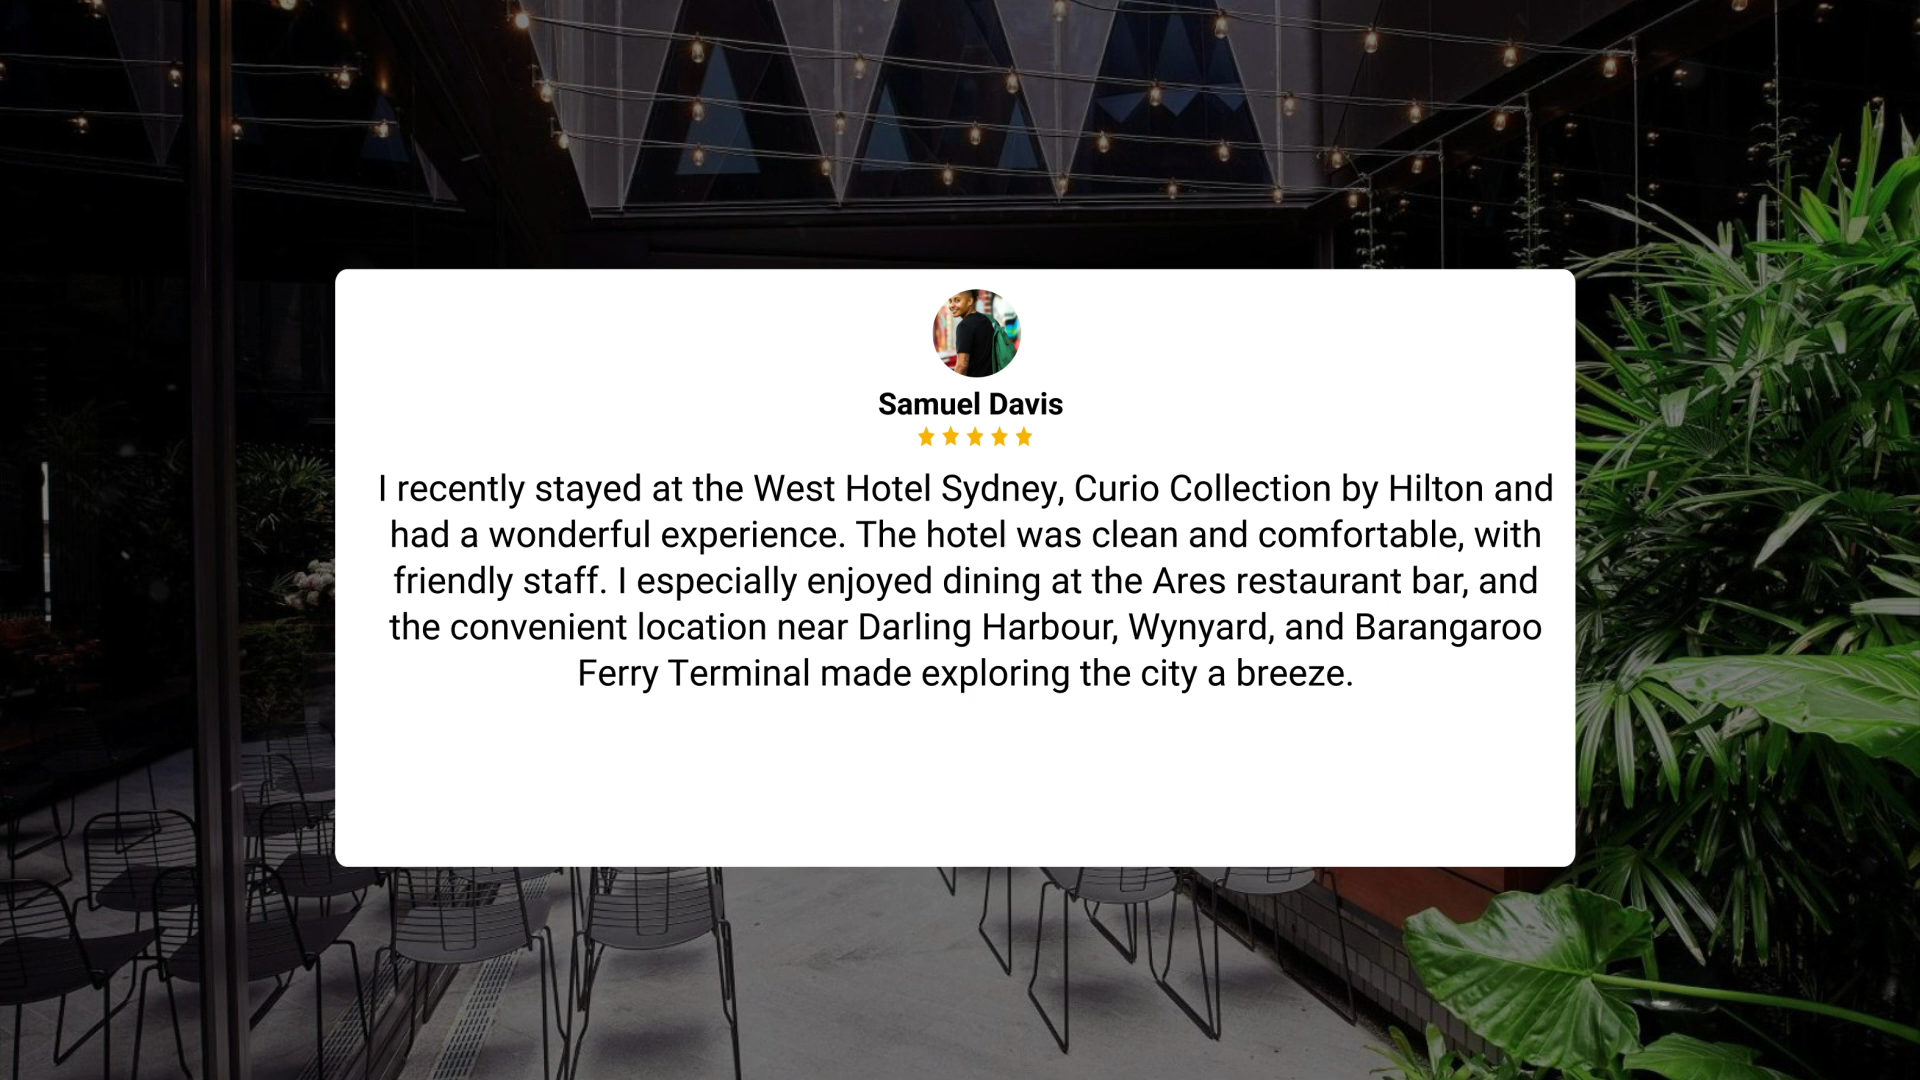 Samuel Davis
I recently stayed at the West Hotel Sydney, Curio Collection by Hilton and
had a wonderful experience. The hotel was clean and comfortable, with
friendly staff. I especially enjoyed dining at the Ares restaurant bar, and
the convenient location near Darling Harbour, Wynyard, and Barangaroo
Ferry Terminal made exploring the city a breeze.